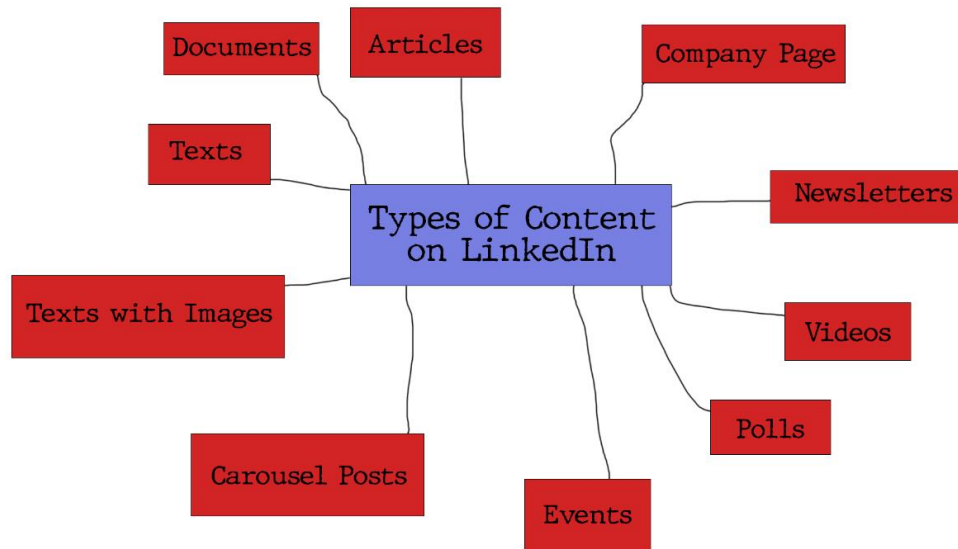 Documents
Articles
Company Page
Texts
Newsletters
Types of Content
on LinkedIn
Texts with Images
Videos
Polls
Carousel Posts
Events